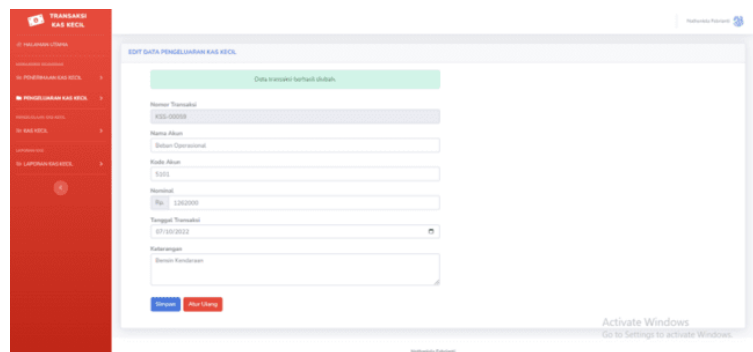 TRANSAKSI
KAS KECIL
HALAMAN UTAMA
PENERIMAAN KAS KECIL
PENGELUARAN KAS KECIL
KAS KECIL
LAPORAN KAS KECIL
EDIT DATA PENGELUARAN KAS KECIL
Data transaksi berhasil diubah.
Nomor Transaksi
Nama Akun
Beban Operasional
Kode Akun
5101
Nominal
Rp. 1262000
Tanggal Transaksi
07/10/2022
Keterangan
Bensin Kendaraan
Simpan Atur Ulang
Activate Windows
Go to Settings to activate Windows.